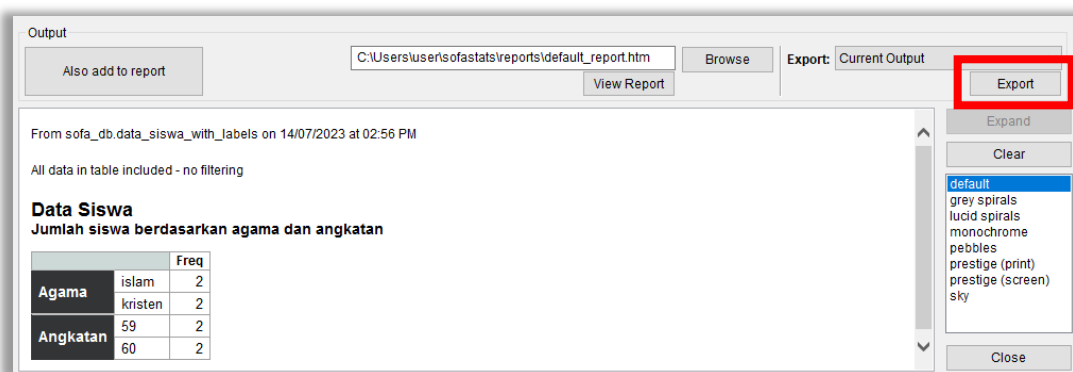 Output
Also add to report
C:\Users\user\sofastats\reports\default_report.htm
Browse
Export: Current Output
View Report
Export
From sofa_db.data_siswa_with_labels on 14/07/2023 at 02:56 PM
All data in table included - no filtering
Data Siswa
Jumlah siswa berdasarkan agama dan angkatan
Freq
Agama islam 2
kristen 2
Angkatan 59 2
60 2
Expand
Clear
default
grey spirals
lucid spirals
monochrome
pebbles
prestige (print)
prestige (screen)
sky
Close